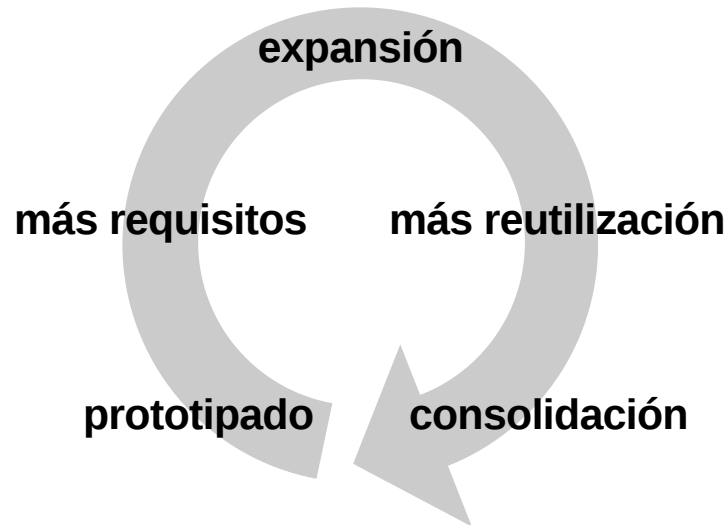 expansión
más requisitos
más reutilización
prototipado
consolidación